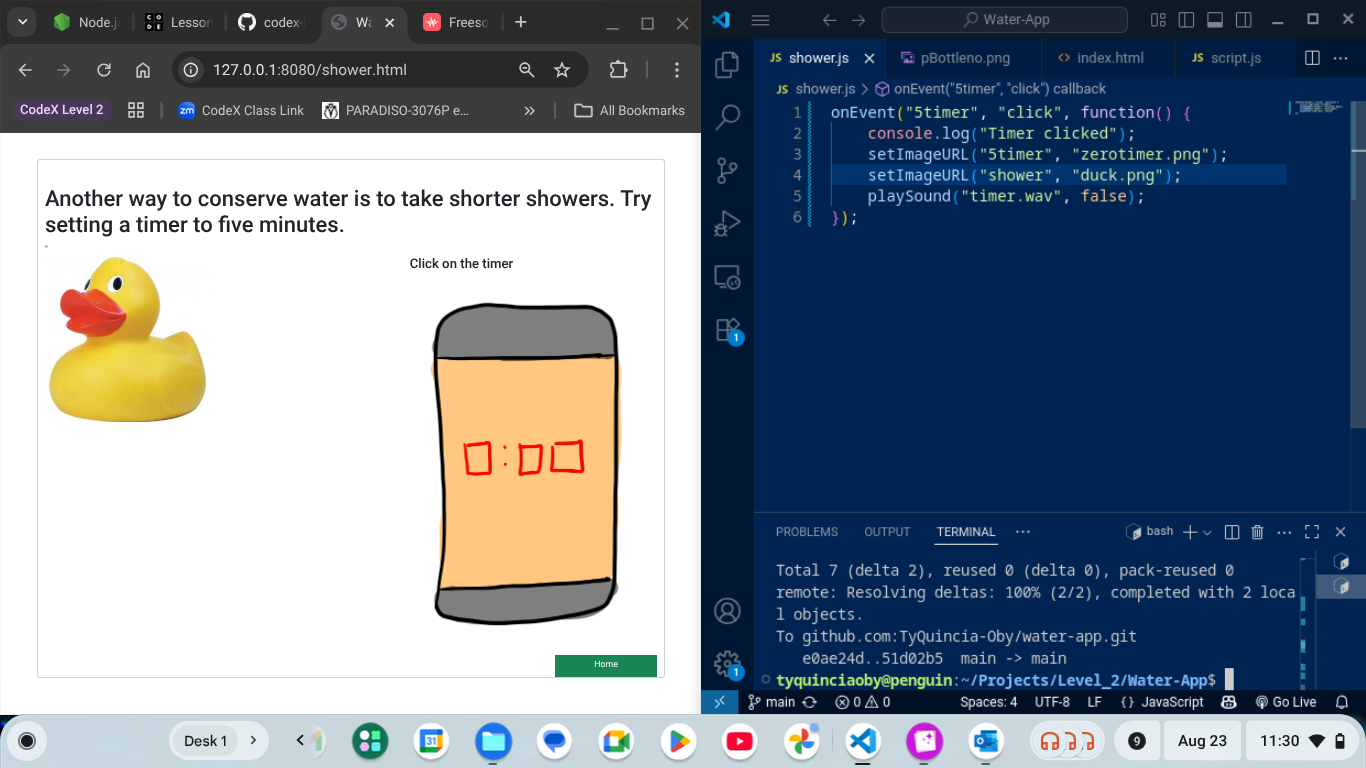 Node.j
Lesson
codex-
Wa
Freeso
127.0.0.1:8080/shower.html
CodeX Level 2
zm
CodeX Class Link
PARADISO-3076P e...
All Bookmarks
Another way to conserve water is to take shorter showers. Try
setting a timer to five minutes.
Click on the timer
0:00
Home
Water-App
JS shower.js
pBottleno.png
index.html
JS script.js
JS shower.js > onEvent("5timer", "click") callback
1 onEvent("5timer", "click", function() {
2 console.log("Timer clicked");
3 setImageURL("5timer", "zerotimer.png");
4 setImageURL("shower", "duck.png");
5 playSound("timer.wav", false);
6 });
1
PROBLEMS
OUTPUT
TERMINAL
bash
Total 7 (delta 2), reused 0 (delta 0), pack-reused 0
remote: Resolving deltas: 100% (2/2), completed with 2 loca
l objects.
To github.com:TyQuincia-Oby/water-app.git
e0ae24d..51d02b5 main -> main
tyquinciaoby@penguin:~/Projects/Level_2/Water-App$
1
main
0
0
Spaces: 4
UTF-8
LF
{} JavaScript
Go Live
Desk 1
31
9
Aug 23
11:30